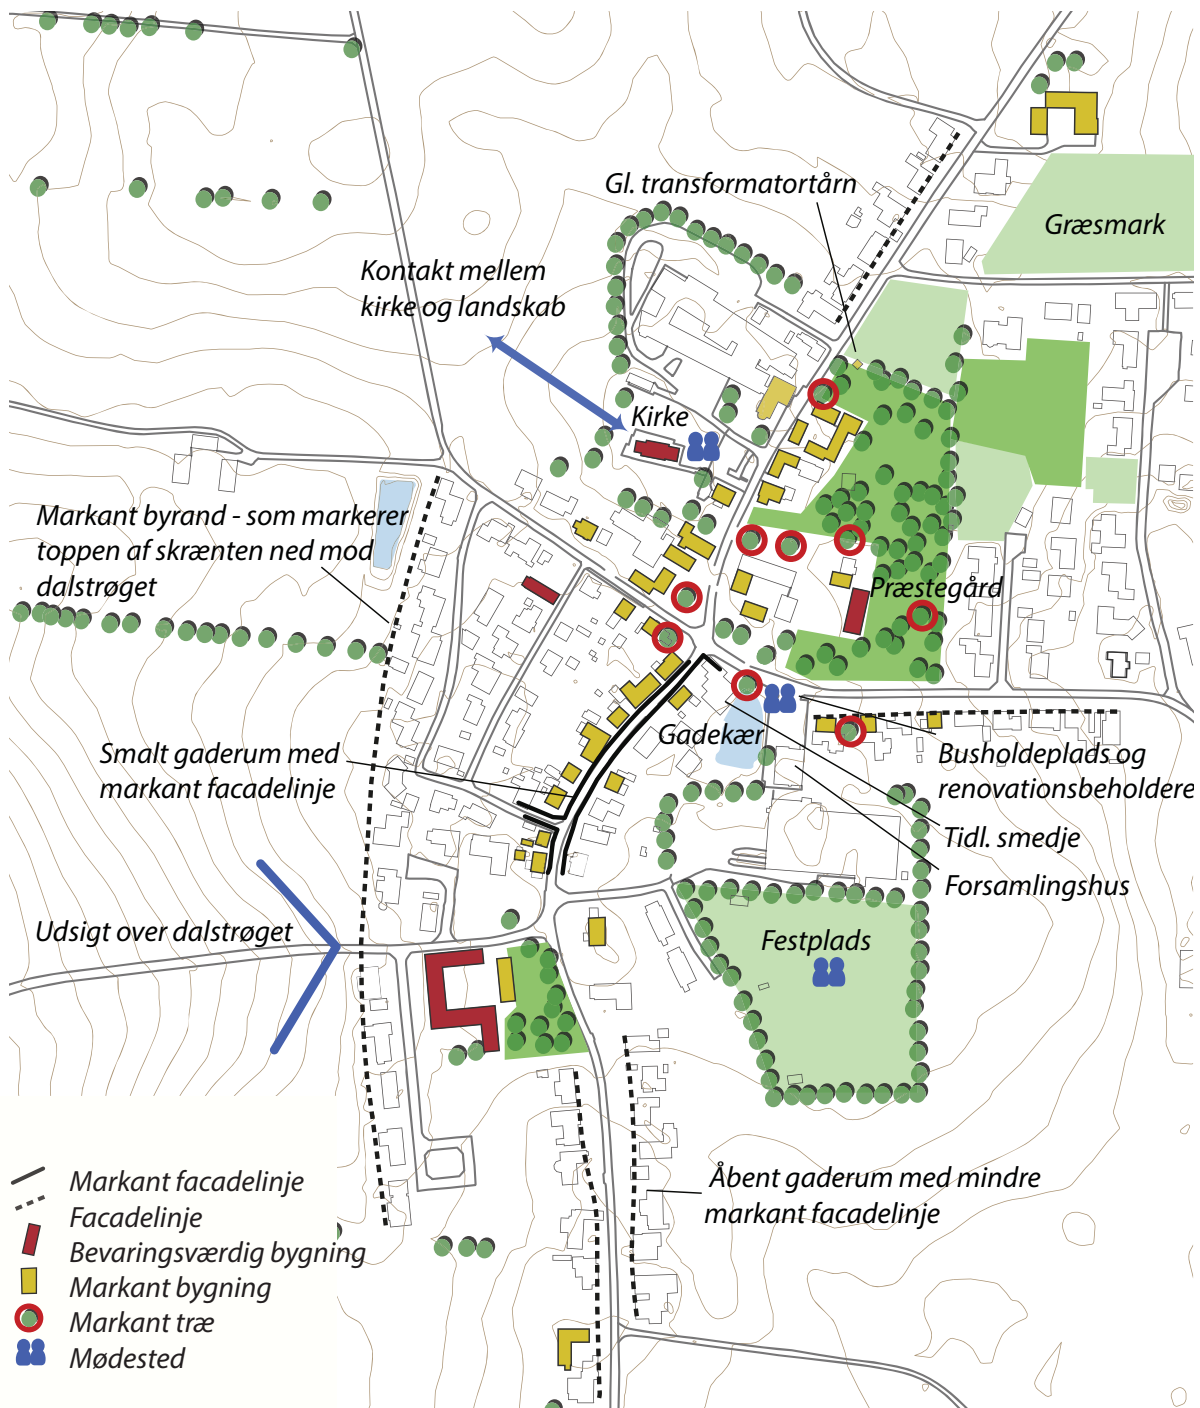 Gl. transformatortårn
Græsmark
Kontakt mellem
kirke og landskab
Kirke
Markant byrand - som markerer
toppen af skrænten ned mod
dalstrøget
Præstegård
Smalt gaderum med
markant facadelinje
Gadekær
Busholdeplads og
renovationsbeholdere
Tidl. smedje
Forsamlingshus
Udsigt over dalstrøget
Festplads
Åbent gaderum med mindre
markant facadelinje
Markant facadelinje
Facadelinje
Bevaringsværdig bygning
Markant bygning
Markant træ
Mødested